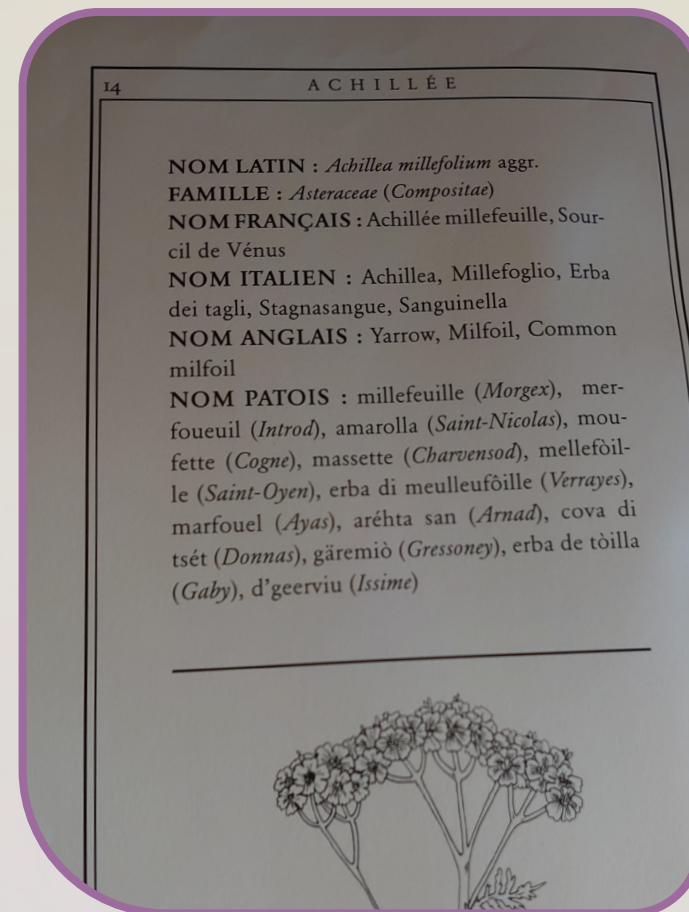 14
ACHILLÉE
NOM LATIN : Achillea millefolium aggr.
FAMILLE : Asteraceae (Compositae)
NOM FRANÇAIS : Achillée millefeuille, Sour-
cil de Vénus
NOM ITALIEN : Achillea, Millefoglio, Erba
dei tagli, Stagnasangue, Sanguinella
NOM ANGLAIS : Yarrow, Milfoil, Common
milfoil
NOM PATOIS : millefeuille (Morgex), mer-
foueuil (Introd), amarolla (Saint-Nicolas), mou-
fette (Cogne), massette (Charvensod), mellefòil-
le (Saint-Oyen), erba di meulleufôille (Verrayes),
marfouel (Ayas), aréhta san (Arnad), cova di
tsét (Donnas), gäremiò (Gressoney), erba de tòilla
(Gaby), d'geerviu (Issime)